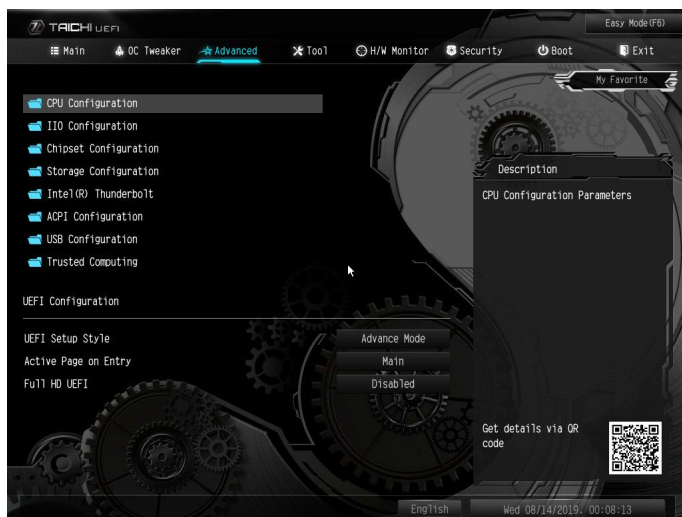 TAICHI UEFI
Easy Mode(F6)
Main OC Tweaker Advanced Tool H/W Monitor Security Boot Exit
My Favorite
CPU Configuration
IIO Configuration
Chipset Configuration
Storage Configuration
Intel(R) Thunderbolt
ACPI Configuration
USB Configuration
Trusted Computing
UEFI Configuration
UEFI Setup Style Advance Mode
Active Page on Entry Main
Full HD UEFI Disabled
Description
CPU Configuration Parameters
Get details via QR
code
English
Wed 08/14/2019. 00:08:13